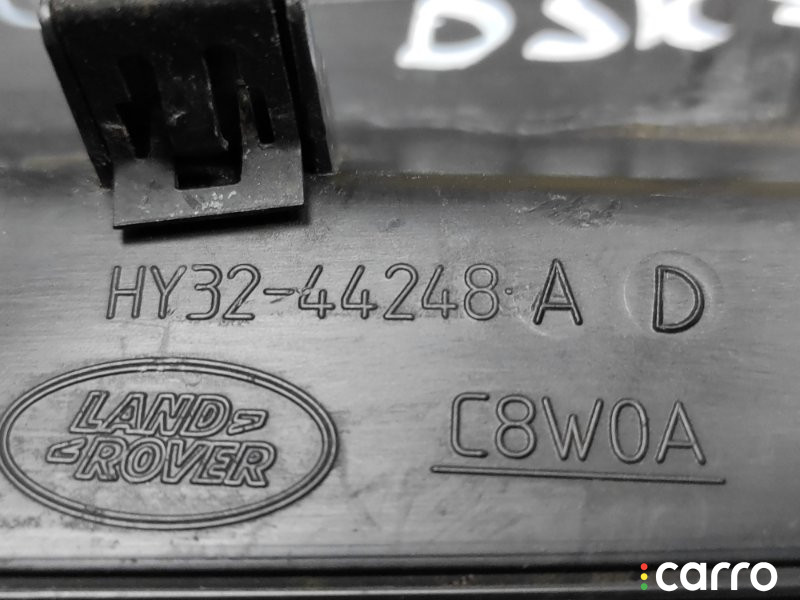 HY32-44248·A D
LAND
ROVER
C8W0A
carro